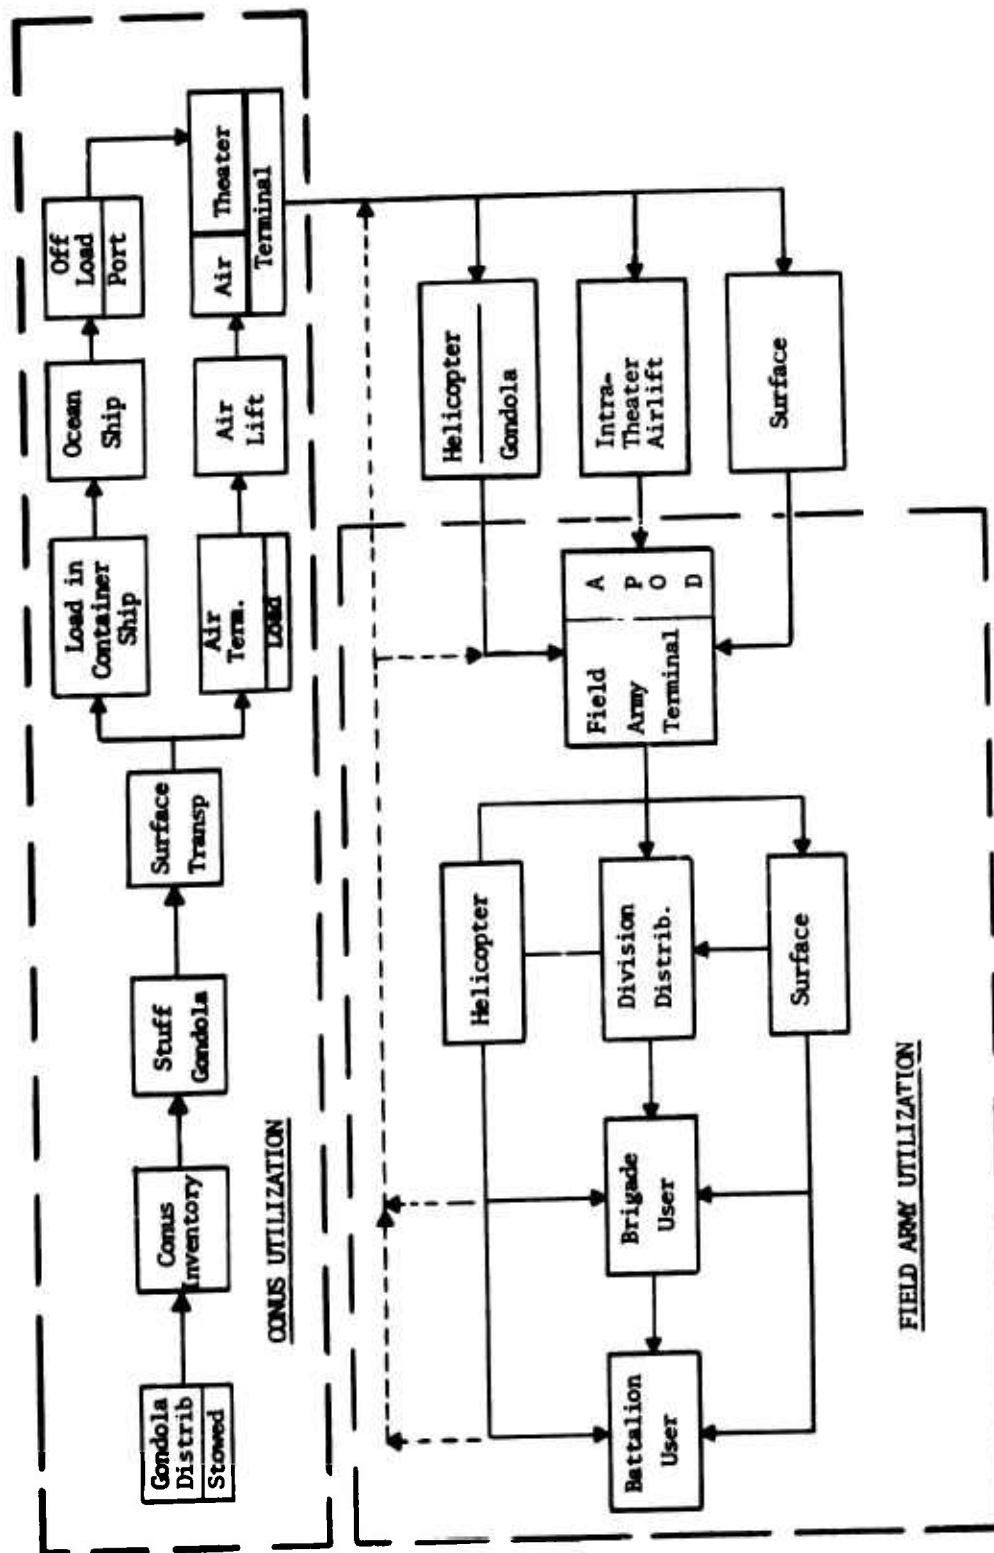 Gondola
Distrib
Stowed
Conus
Inventory
Stuff
Gondola
Surface
Transp
Load in
Container
Ship
Ocean
Ship
Off
Load
Port
Air
Term.
Load
Air
Lift
Air
Theater
Terminal
CONUS UTILIZATION
Helicopter
Gondola
Intra-
Theater
Airlift
Surface
Field
Army
Terminal
A
P
O
D
Helicopter
Division
Distrib.
Surface
Brigade
User
Battalion
User
FIELD ARMY UTILIZATION